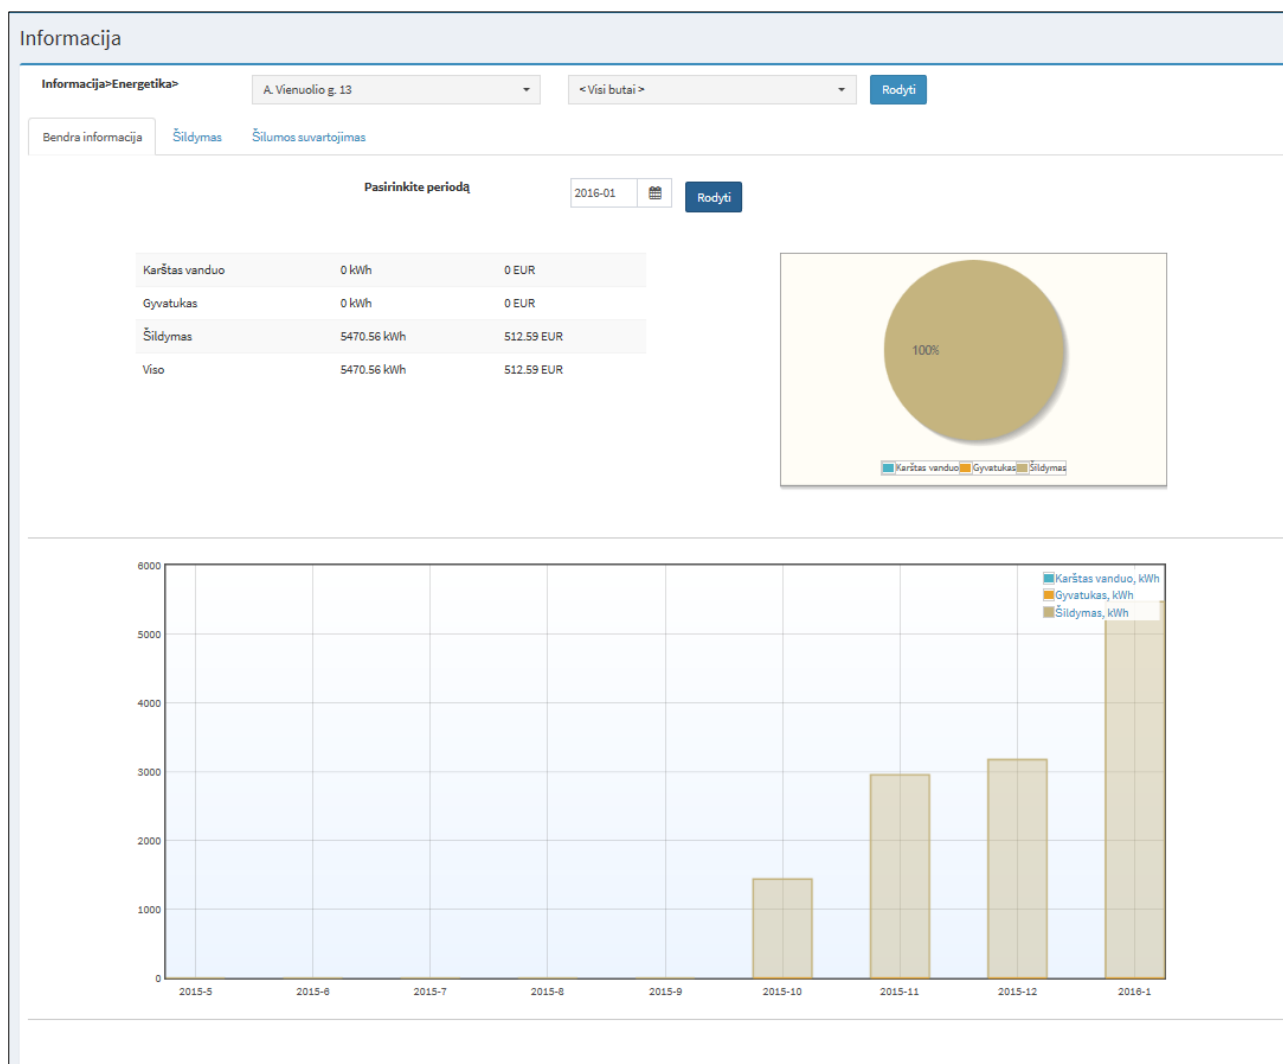 Informacija
Informacija>Energetika> A. Vienuolio g. 13 < Visi butai > Rodyti
Bendra informacija Šildymas Šilumos suvartojimas
Pasirinkite periodą 2016-01 Rodyti
Karštas vanduo 0 kWh 0 EUR
Gyvatukas 0 kWh 0 EUR
Šildymas 5470.56 kWh 512.59 EUR
Viso 5470.56 kWh 512.59 EUR
100%
Karštas vanduo Gyvatukas Šildymas
Karštas vanduo, kWh
Gyvatukas, kWh
Šildymas, kWh
6000
5000
4000
3000
2000
1000
0
2015-5 2015-6 2015-7 2015-8 2015-9 2015-10 2015-11 2015-12 2016-1